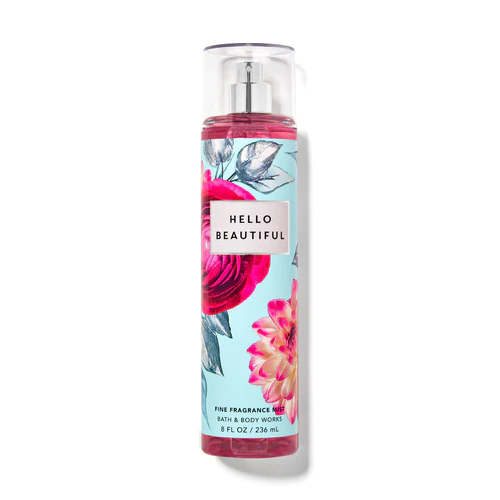 HELLO
BEAUTIFUL
FINE FRAGRANCE MIST
BATH & BODY WORKS
8 FL OZ / 236 mL